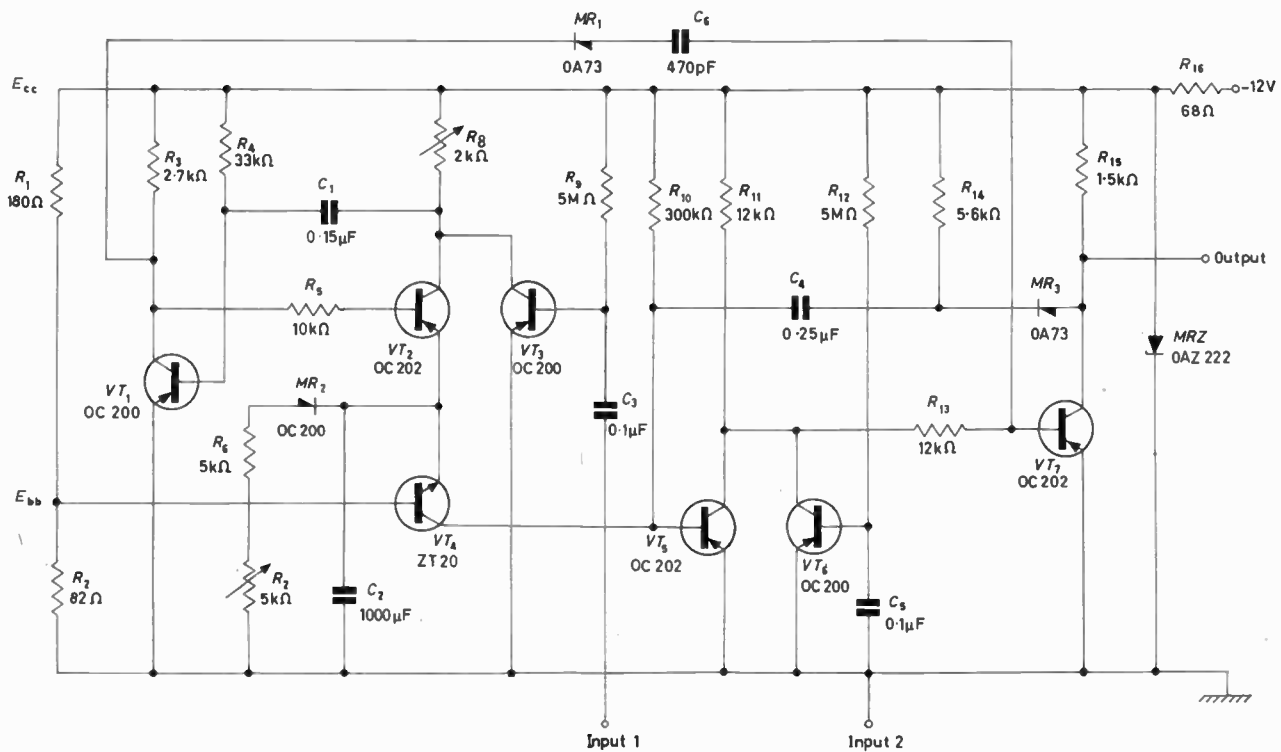 MR1
C6
0A73
470pF
R16
Ecc
-12V
68Ω
R1
180Ω
R3
2.7kΩ
R4
33kΩ
R8
2kΩ
R9
5MΩ
R10
300kΩ
R11
12kΩ
R12
5MΩ
R14
5·6kΩ
R15
1.5kΩ
C1
0·15μF
Output
R5
10kΩ
C4
0·25μF
MR3
0A73
MRZ
0AZ 222
VT2
OC 202
VT3
OC 200
VT1
OC 200
MR2
OC 200
C3
0·1μF
R13
12kΩ
R6
5kΩ
VT7
OC 202
Ebb
VT4
ZT 20
VT5
OC 202
VT6
OC 200
R2
82Ω
R2
5kΩ
C2
1000μF
C5
0·1μF
Input 1
Input 2